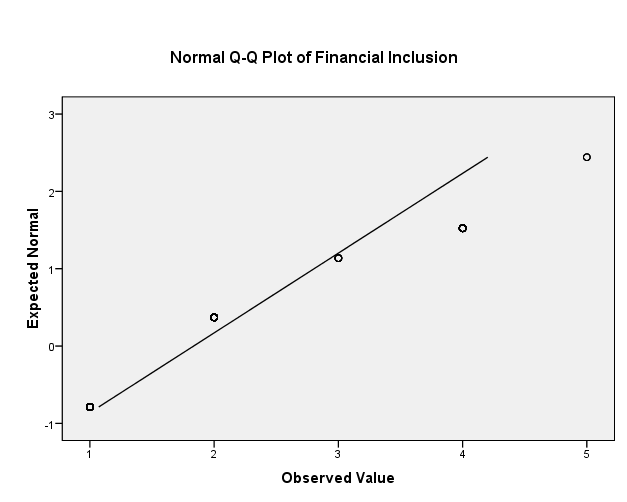 Normal Q-Q Plot of Financial Inclusion
Expected Normal
3
2
1
0
-1
1 2 3 4 5
Observed Value